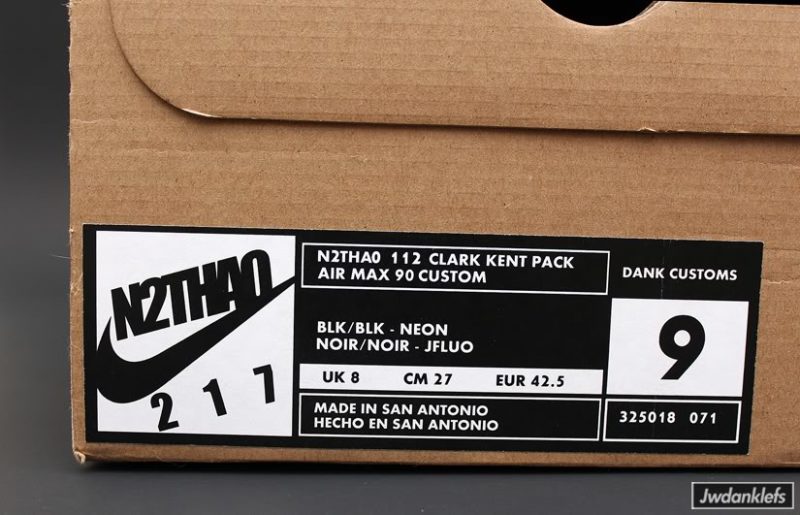 N2THA0
2 1 7
N2THA0 112 CLARK KENT PACK
AIR MAX 90 CUSTOM
BLK/BLK - NEON
NOIR/NOIR - JFLUO
UK 8 CM 27 EUR 42.5
MADE IN SAN ANTONIO
HECHO EN SAN ANTONIO
DANK CUSTOMS
9
325018 071
Jwdanklefs